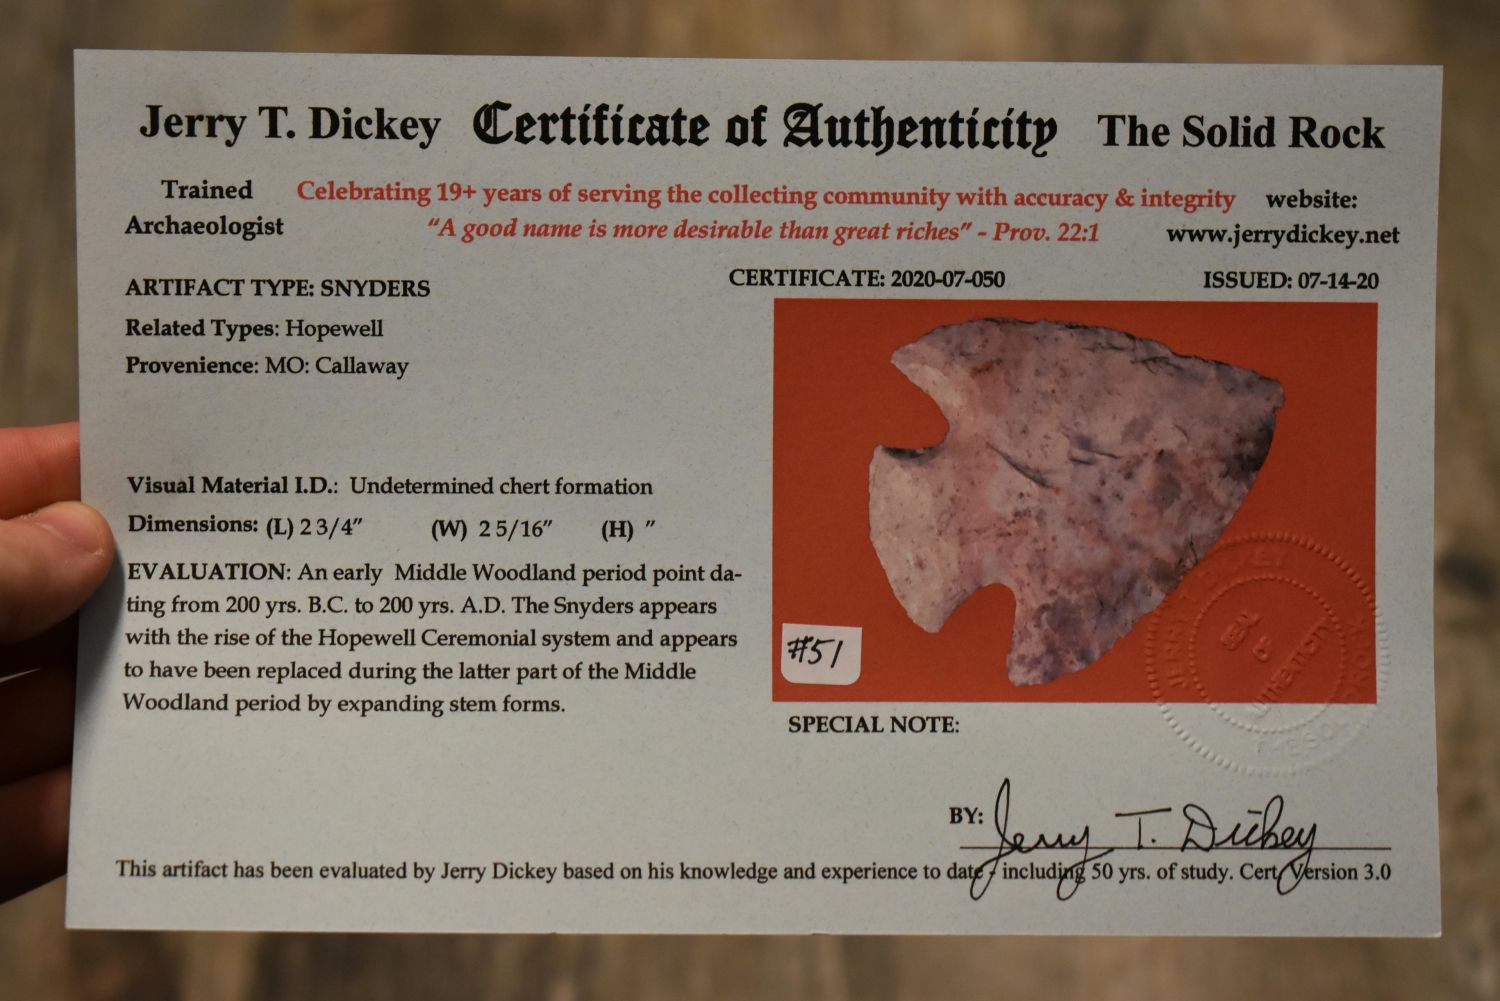 Jerry T. Dickey Certificate of Authenticity The Solid Rock
Trained Archaeologist
Celebrating 19+ years of serving the collecting community with accuracy & integrity
"A good name is more desirable than great riches" - Prov. 22:1
website:
www.jerrydickey.net
ARTIFACT TYPE: SNYDERS
Related Types: Hopewell
Provenience: MO: Callaway
CERTIFICATE: 2020-07-050
ISSUED: 07-14-20
Visual Material I.D.: Undetermined chert formation
Dimensions: (L) 2 3/4" (W) 2 5/16" (H) "
EVALUATION: An early Middle Woodland period point da-
ting from 200 yrs. B.C. to 200 yrs. A.D. The Snyders appears
with the rise of the Hopewell Ceremonial system and appears
to have been replaced during the latter part of the Middle
Woodland period by expanding stem forms.
#51
SPECIAL NOTE:
BY: Jerry T. Dickey
This artifact has been evaluated by Jerry Dickey based on his knowledge and experience to date - including 50 yrs. of study. Cert. Version 3.0